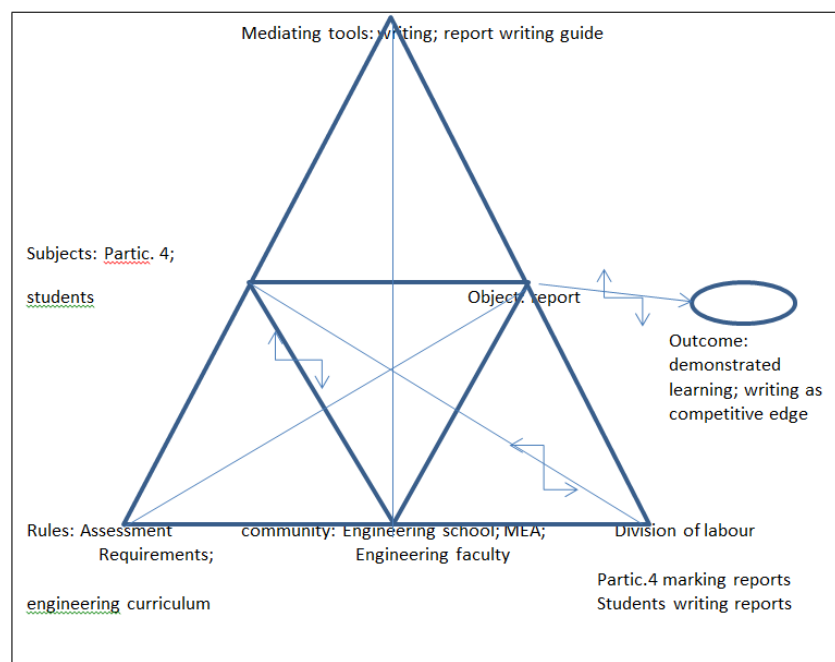 Mediating tools: writing; report writing guide
Subjects: Partic. 4;
students
Object: report
Outcome:
demonstrated
learning; writing as
competitive edge
Rules: Assessment
Requirements;
engineering curriculum
community: Engineering school; MEA;
Engineering faculty
Division of labour
Partic.4 marking reports
Students writing reports